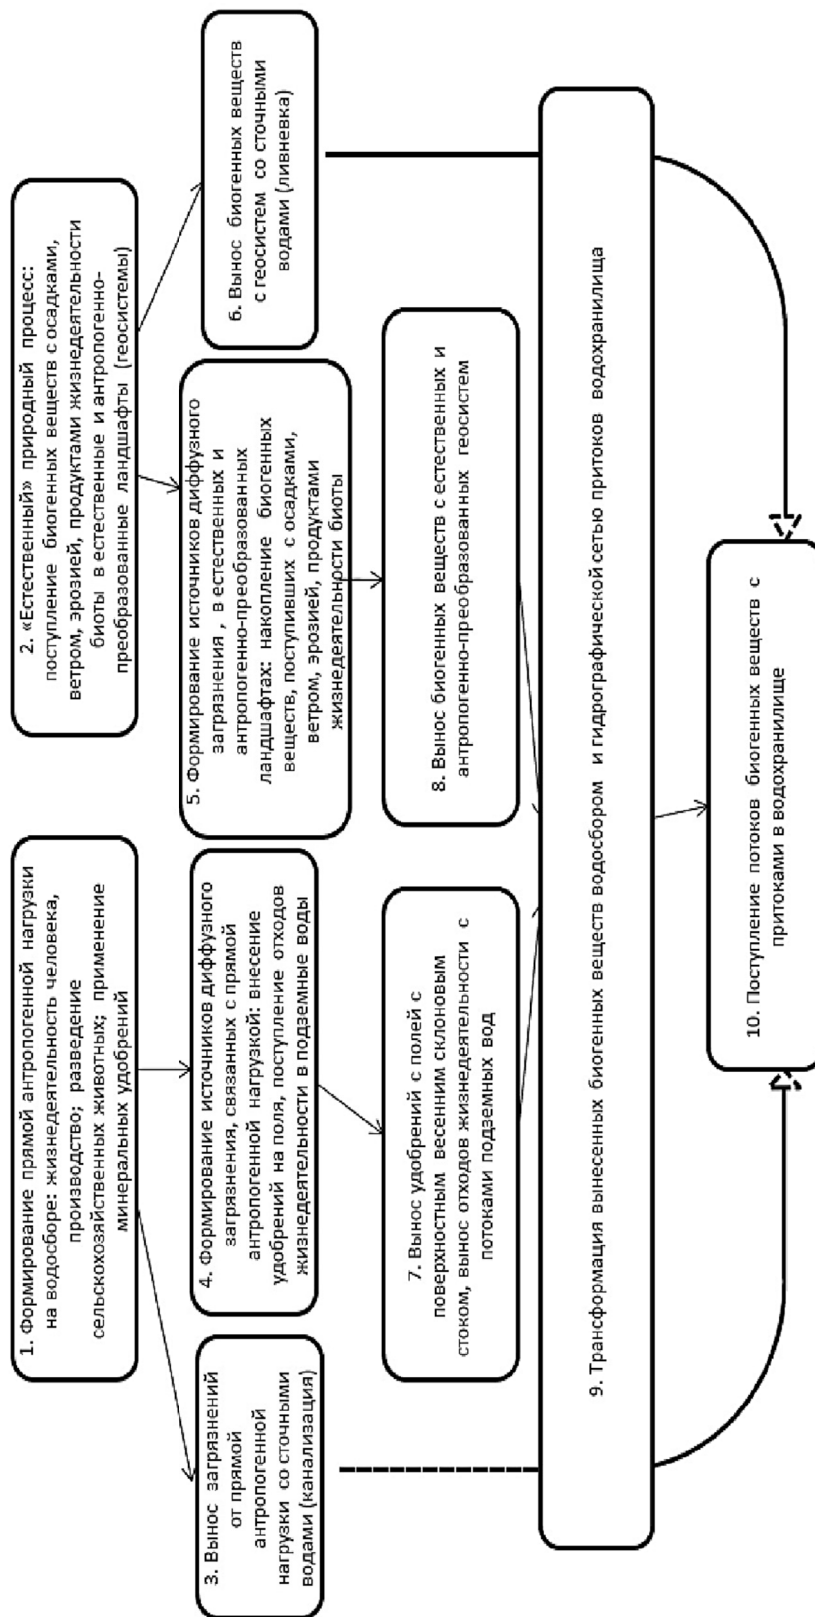 1. Формирование прямой антропогенной нагрузки
на водосборе: жизнедеятельность человека,
производство; разведение
сельскохозяйственных животных; применение
минеральных удобрений
2. «Естественный» природный процесс:
поступление биогенных веществ с осадками,
ветром, эрозией, продуктами жизнедеятельности
биоты в естественные и антропогенно-
преобразованные ландшафты (геосистемы)
3. Вынос загрязнений
от прямой
антропогенной
нагрузки со сточными
водами (канализация)
4. Формирование источников диффузного
загрязнения, связанных с прямой
антропогенной нагрузкой: внесение
удобрений на поля, поступление отходов
жизнедеятельности в подземные воды
5. Формирование источников диффузного
загрязнения , в естественных и
антропогенно-преобразованных
ландшафтах: накопление биогенных
веществ, поступивших с осадками,
ветром, эрозией, продуктами
жизнедеятельности биоты
6. Вынос биогенных веществ
с геосистем со сточными
водами (ливневка)
7. Вынос удобрений с полей с
поверхностным весенним склоновым
стоком, вынос отходов жизнедеятельности с
потоками подземных вод
8. Вынос биогенных веществ с естественных и
антропогенно-преобразованных геосистем
9. Трансформация вынесенных биогенных веществ водосбором и гидрографической сетью притоков водохранилища
10. Поступление потоков биогенных веществ с
притоками в водохранилище